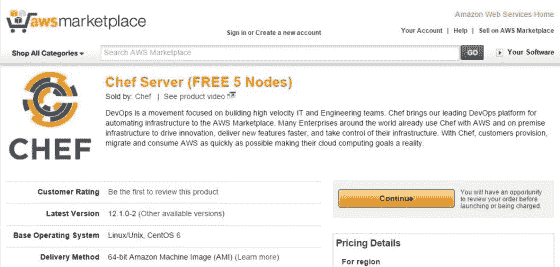 awsmarketplace
Amazon Web Services Home
Sign in or Create a new account
Your Account | Help | Sell on AWS Marketplace
Shop All Categories
Search AWS Marketplace
GO
Your Software
Chef Server (FREE 5 Nodes)
Sold by: Chef | See product video
DevOps is a movement focused on building high velocity IT and Engineering teams. Chef brings our leading DevOps platform for
automating infrastructure to the AWS Marketplace. Many Enterprises around the world already use Chef with AWS and on premise
infrastructure to drive innovation, deliver new features faster, and take control of their infrastructure. With Chef, customers provision,
migrate and consume AWS as quickly as possible making their cloud computing goals a reality.
CHEF
Customer Rating Be the first to review this product
Latest Version 12.1.0-2 (Other available versions)
Base Operating System Linux/Unix, CentOS 6
Delivery Method 64-bit Amazon Machine Image (AMI) (Learn more)
Continue
You will have an opportunity
to review your order before
launching or being charged.
Pricing Details
For region